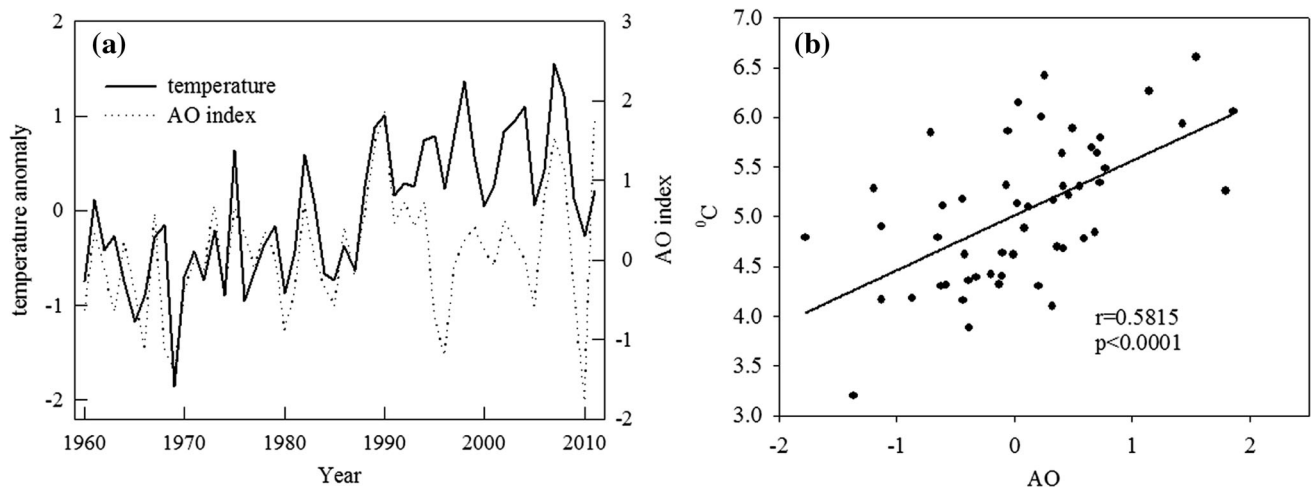 (a)
temperature
AO index
temperature anomaly
2
1
0
-1
-2
3
2
1
0
-1
-2
AO index
1960 1970 1980 1990 2000 2010
Year
(b)
7.0
6.5
6.0
5.5
5.0
4.5
4.0
3.5
3.0
⁰C
r=0.5815
p<0.0001
-2 -1 0 1 2
AO